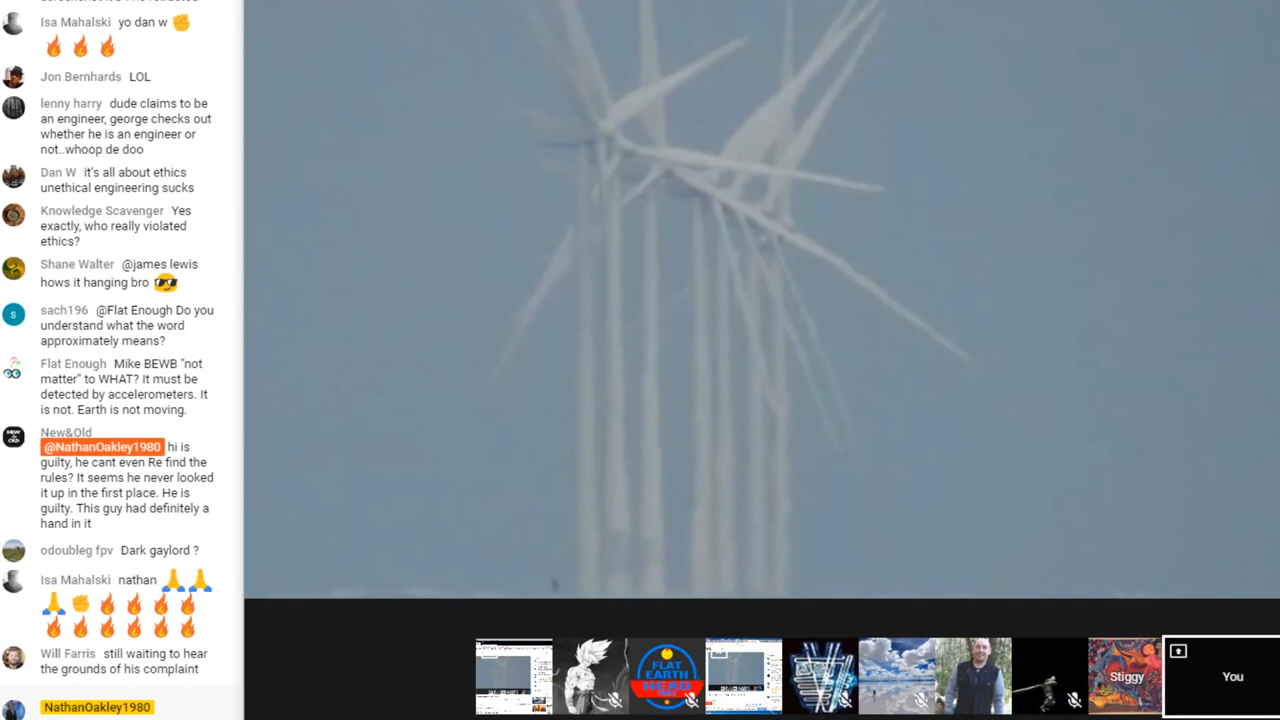 Isa Mahalski yo dan w
Jon Bernhards LOL
lenny harry dude claims to be
an engineer, george checks out
whether he is an engineer or
not..whoop de doo
Dan W it's all about ethics
unethical engineering sucks
Knowledge Scavenger Yes
exactly, who really violated
ethics?
Shane Walter @james lewis
hows it hanging bro
sach196 @Flat Enough Do you
understand what the word
approximately means?
Flat Enough Mike BEWB "not
matter" to WHAT? It must be
detected by accelerometers. It
is not. Earth is not moving.
New&Old
@NathanOakley1980 hi is
guilty, he cant even Re find the
rules? It seems he never looked
it up in the first place. He is
guilty. This guy had definitely a
hand in it
odoubleg fpv Dark gaylord ?
Isa Mahalski nathan
Will Farris still waiting to hear
the grounds of his complaint
NathanOakley1980
S
FLAT
EARTH
HEAD
Stiggy
You